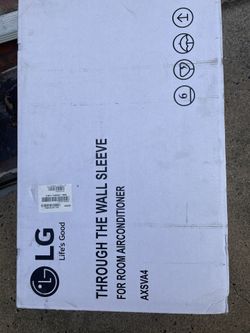 LG
Life's Good
THROUGH THE WALL SLEEVE
FOR ROOM AIRCONDITIONER
AXSVA4
6